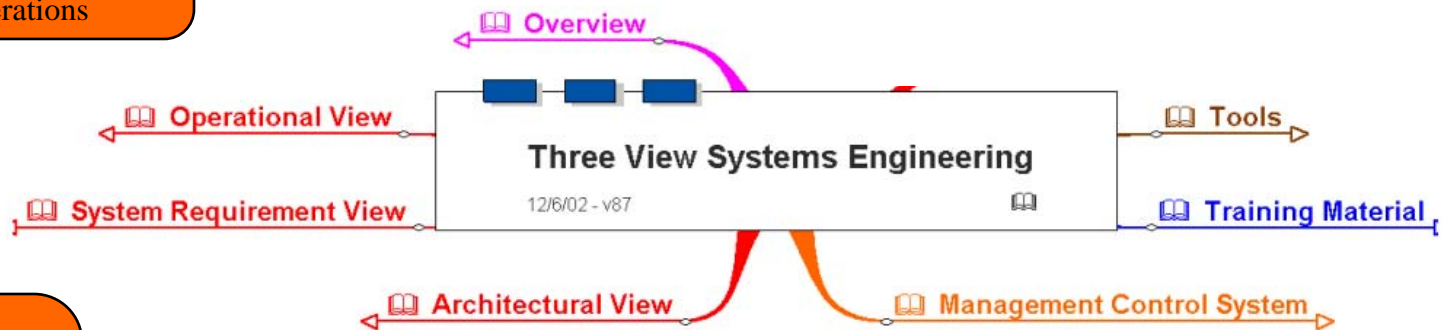 erations
Overview
Operational View
Tools
Three View Systems Engineering
12/6/02 - v87
System Requirement View
Training Material
Architectural View
Management Control System